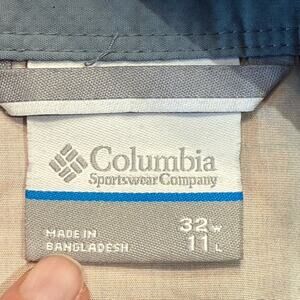 Columbia
Sportswear Company
MADE IN
BANGLADESH
32 W
11 L